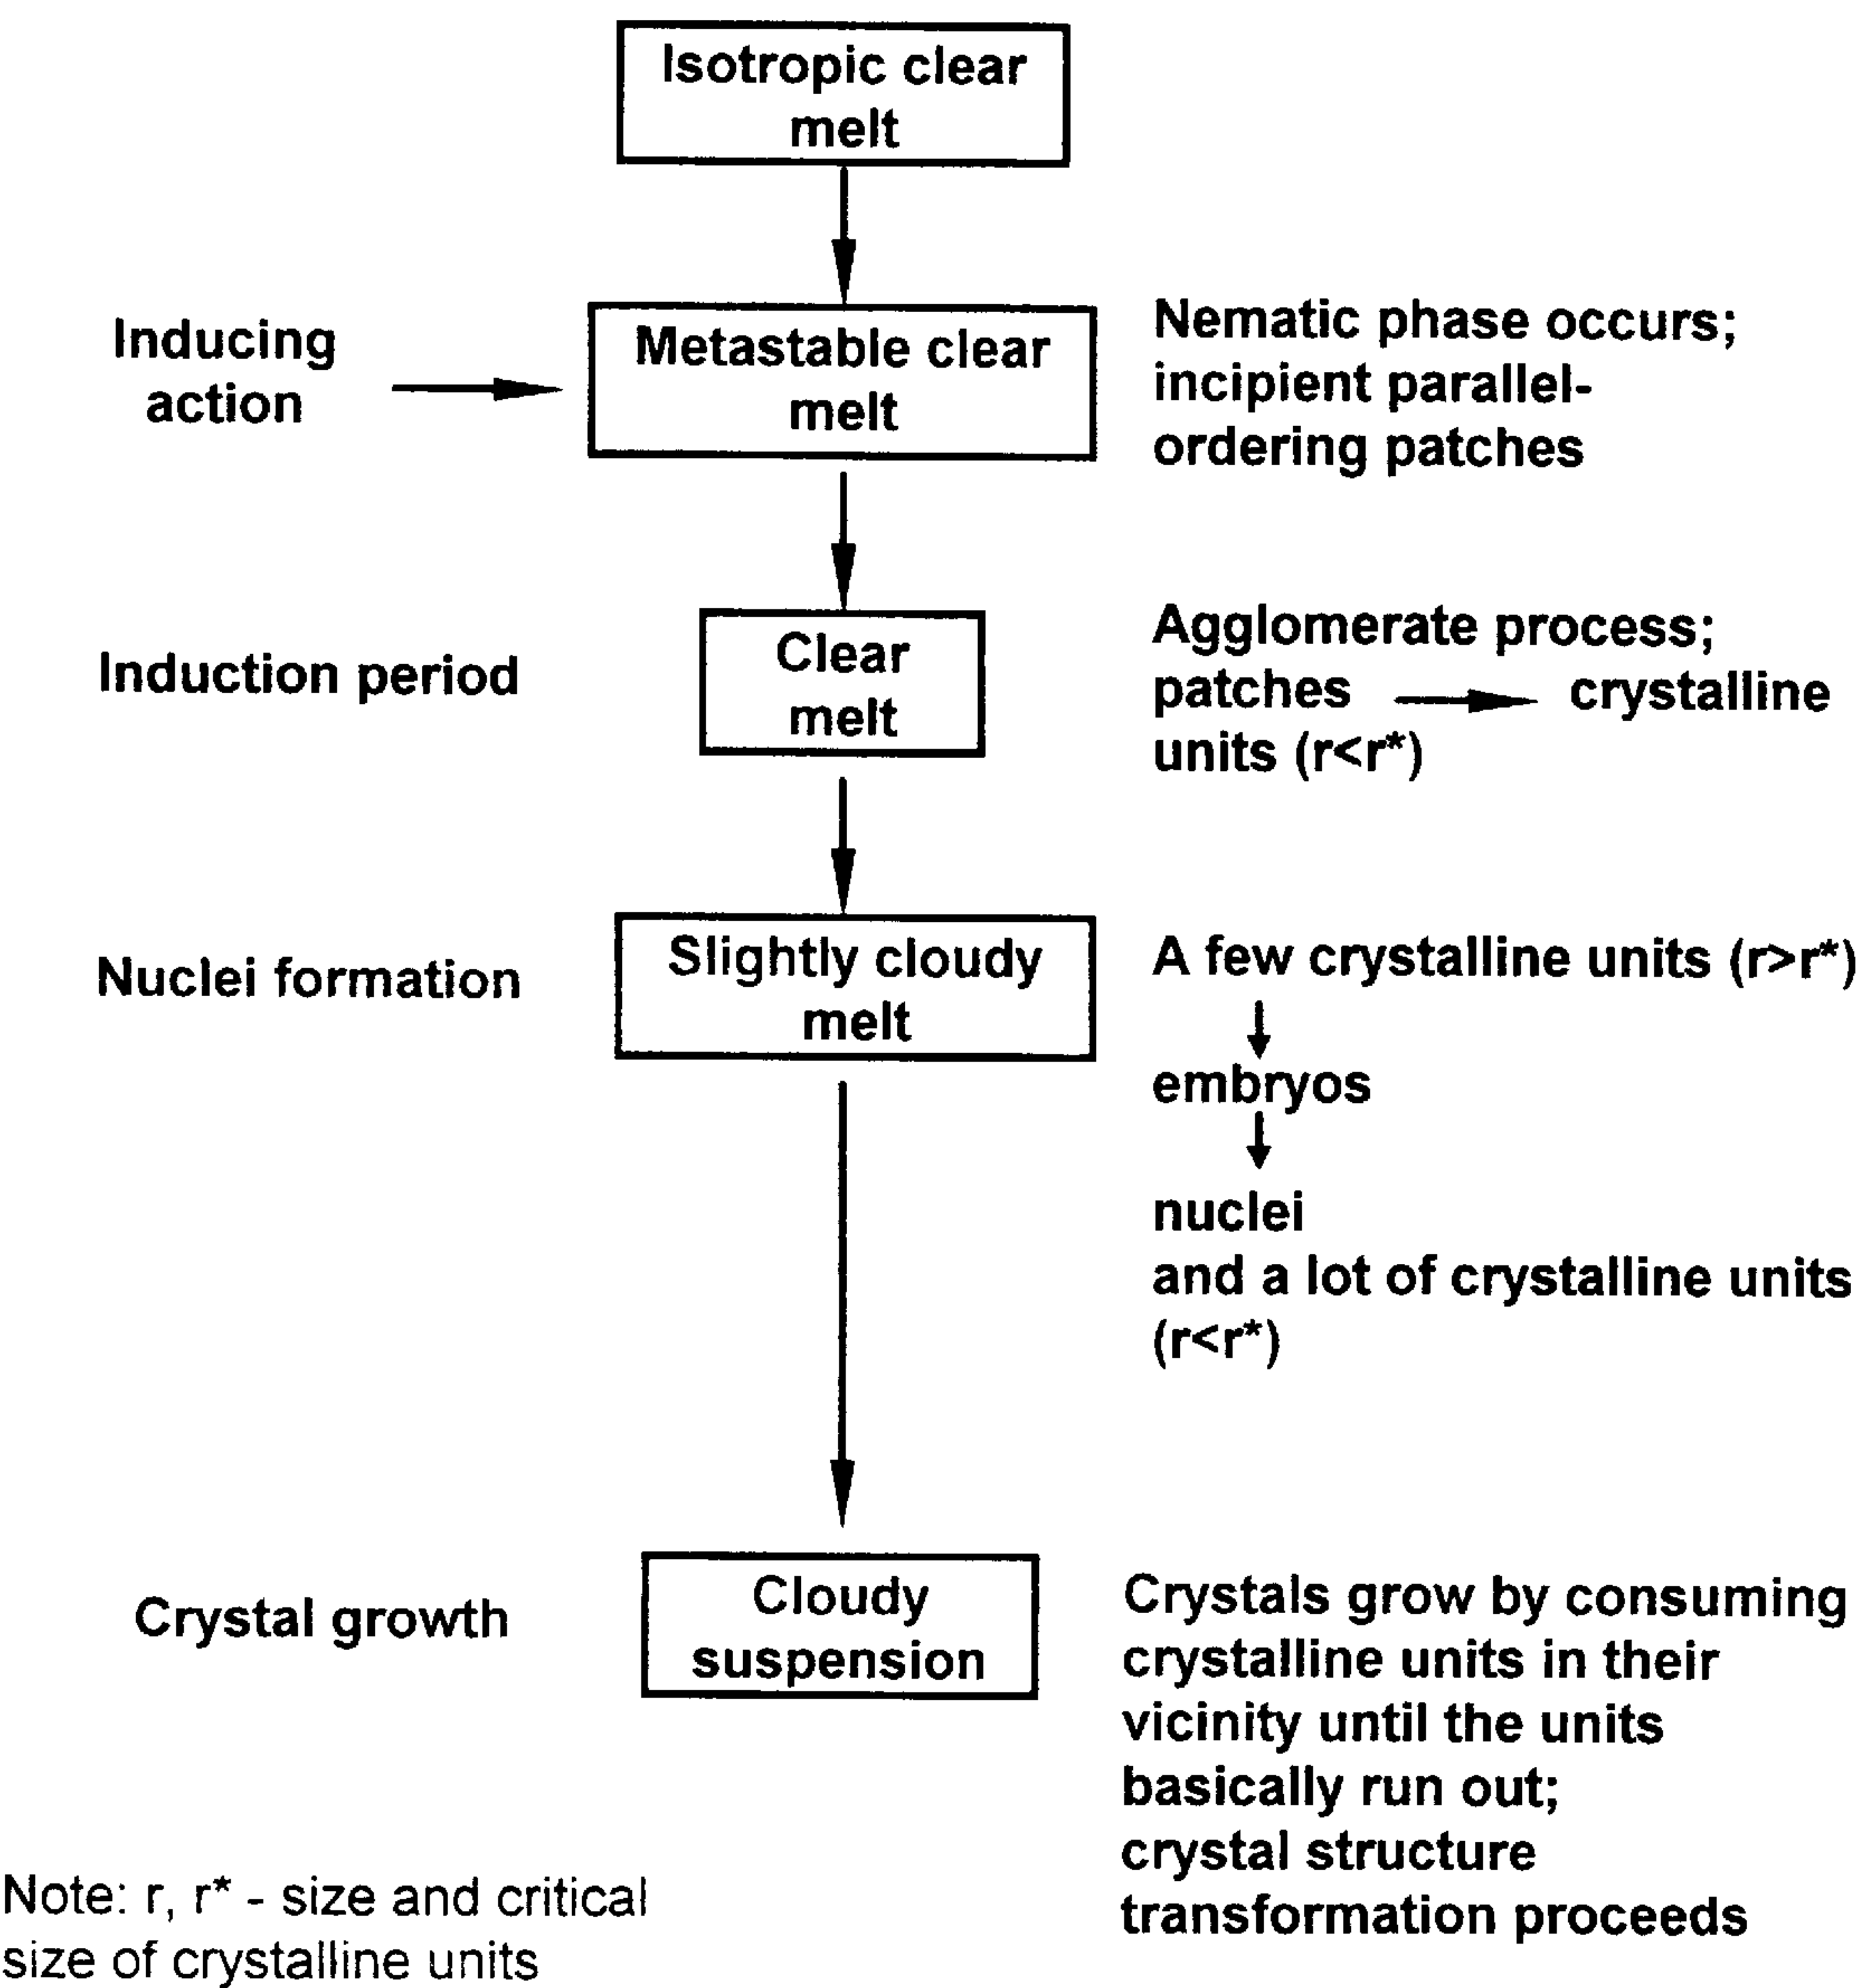 Isotropic clear
melt
Inducing
action
Metastable clear
melt
Nematic phase occurs;
incipient parallel-
ordering patches
Induction period
Clear
melt
Agglomerate process;
patches → crystalline
units (r<r*)
Nuclei formation
Slightly cloudy
melt
A few crystalline units (r>r*)
embryos
nuclei
and a lot of crystalline units
(r<r*)
Crystal growth
Cloudy
suspension
Crystals grow by consuming
crystalline units in their
vicinity until the units
basically run out;
crystal structure
transformation proceeds
Note: r, r* - size and critical
size of crystalline units